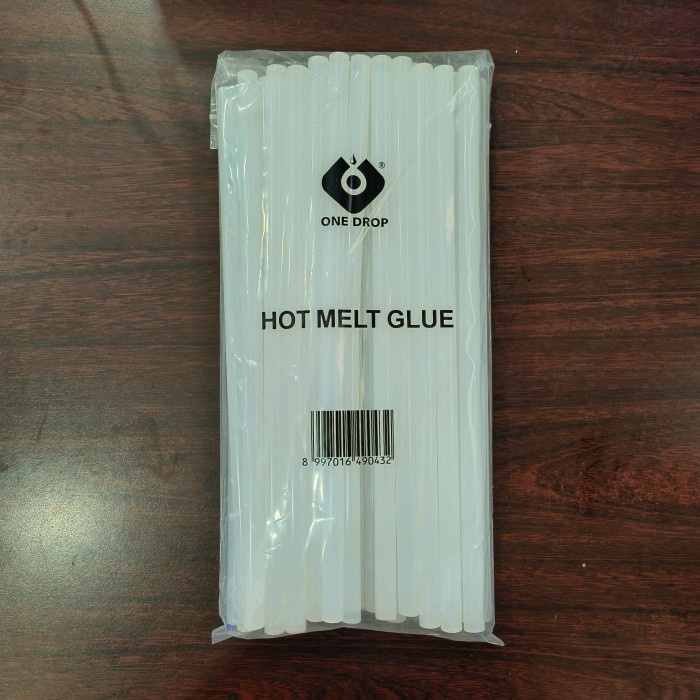 ®
ONE DROP
HOT MELT GLUE
8 997016 490432